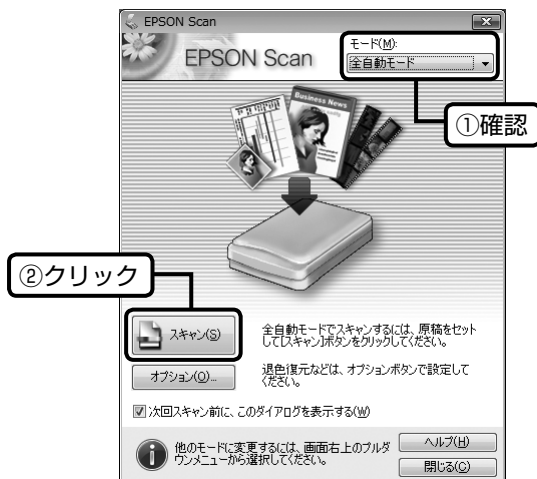 EPSON Scan
EPSON Scan
モード(M):
全自動モード
Business News
①確認
②クリック
スキャン(S)
全自動モードでスキャンするには、原稿をセット
して[スキャン]ボタンをクリックしてください。
オプション(O)...
退色復元などは、オプションボタンで設定して
ください。
次回スキャン前に、このダイアログを表示する(W)
他のモードに変更するには、画面右上のプルダ
ウンメニューから選択してください。
ヘルプ(H)
閉じる(C)